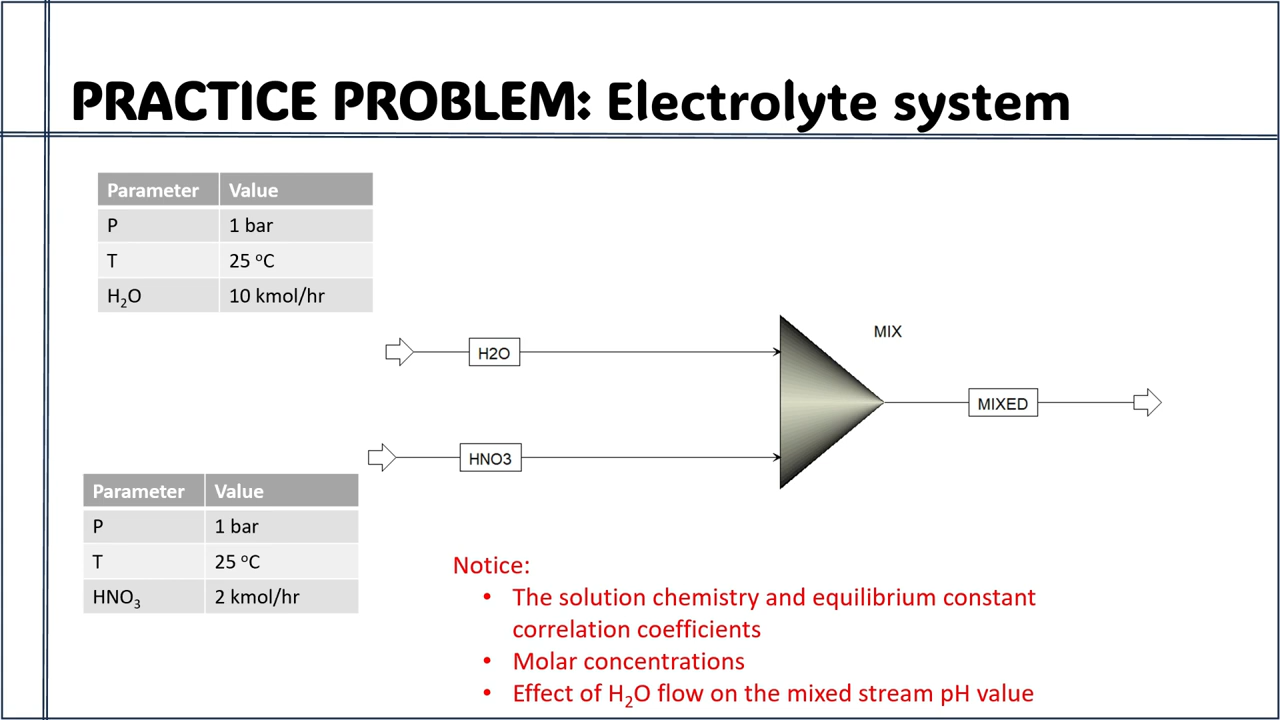 PRACTICE PROBLEM: Electrolyte system
Parameter Value
P 1 bar
T 25 ºC
H₂O 10 kmol/hr
MIX
H2O
MIXED
HNO3
Parameter Value
P 1 bar
T 25 ºC
HNO₃ 2 kmol/hr
Notice:
• The solution chemistry and equilibrium constant
correlation coefficients
• Molar concentrations
• Effect of H₂O flow on the mixed stream pH value